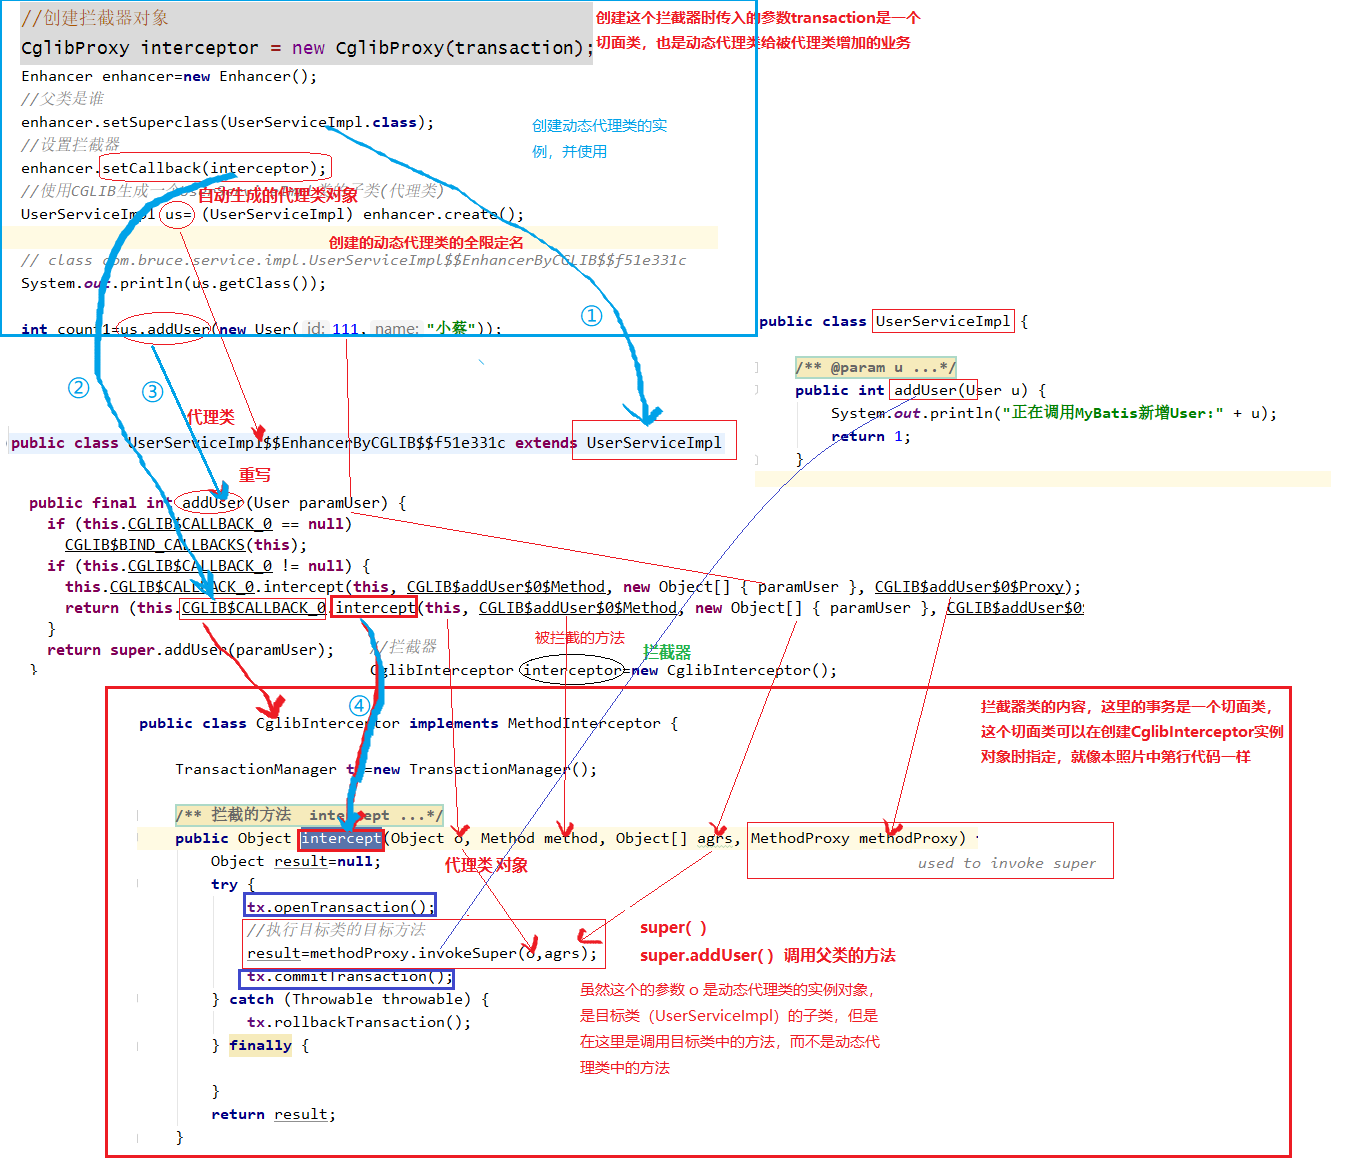 //创建拦截器对象
CglibProxy interceptor = new CglibProxy(transaction);
创建这个拦截器时传入的参数transaction是一个
切面类，也是动态代理类给被代理类增加的业务
Enhancer enhancer=new Enhancer();
//父类是谁
enhancer.setSuperclass(UserServiceImpl.class);
//设置拦截器
enhancer.setCallback(interceptor);
创建动态代理类的实
例，并使用
//使用CGLIB生成一个 类的子类(代理类)
自动生成的代理类对象
UserServiceImpl us= (UserServiceImpl) enhancer.create();
创建的动态代理类的全限定名
// class com.bruce.service.impl.UserServiceImpl$$EnhancerByCGLIB$$f51e331c
System.out.println(us.getClass());
int count1=us.addUser(new User( id: 111, name: "小蔡"));
①
②
③
代理类
public class UserServiceImpl$$EnhancerByCGLIB$$f51e331c extends UserServiceImpl
重写
public final int addUser(User paramUser) {
if (this.CGLIB$CALLBACK_0 == null)
CGLIB$BIND_CALLBACKS(this);
if (this.CGLIB$CALLBACK_0 != null) {
this.CGLIB$CALLBACK_0.intercept(this, CGLIB$addUser$0$Method, new Object[] { paramUser }, CGLIB$addUser$0$Proxy);
return (this.CGLIB$CALLBACK_0.intercept(this, CGLIB$addUser$0$Method, new Object[] { paramUser }, CGLIB$addUser$0$
}
return super.addUser(paramUser);
}
public class UserServiceImpl {
/** @param u ...*/
public int addUser(User u) {
System.out.println("正在调用MyBatis新增User:" + u);
return 1;
}
被拦截的方法
//拦截器
拦截器
CglibInterceptor interceptor=new CglibInterceptor();
④
public class CglibInterceptor implements MethodInterceptor {
拦截器类的内容，这里的事务是一个切面类，
这个切面类可以在创建CglibInterceptor实例
对象时指定，就像本照片中第行代码一样
TransactionManager tx=new TransactionManager();
/** 拦截的方法 intercept ...*/
public Object intercept(Object o, Method method, Object[] agrs, MethodProxy methodProxy)
used to invoke super
Object result=null;
代理类对象
try {
tx.openTransaction();
//执行目标类的目标方法
result=methodProxy.invokeSuper(o,agrs);
tx.commitTransaction();
super( )
super.addUser( ) 调用父类的方法
} catch (Throwable throwable) {
tx.rollbackTransaction();
} finally {
}
return result;
}
虽然这个的参数 o 是动态代理类的实例对象，
是目标类（UserServiceImpl）的子类，但是
在这里是调用目标类中的方法，而不是动态代
理类中的方法